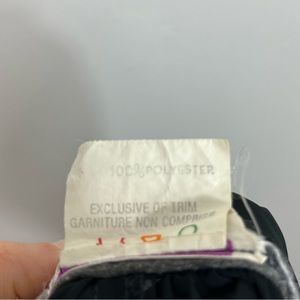 100% POLYESTER
EXCLUSIVE OF TRIM
GARNITURE NON COMPRISE